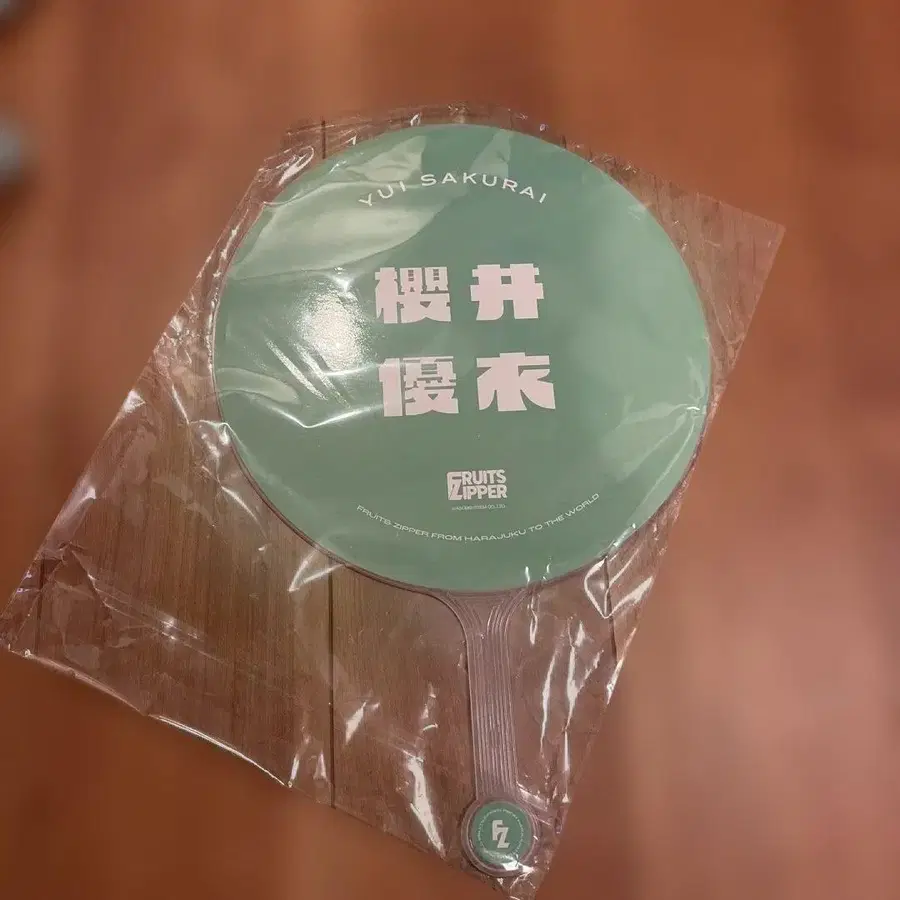 YUI SAKURAI
櫻井
優衣
FRUITS
ZIPPER
FRUITS ZIPPER FROM HARAJUKU TO THE WORLD
FZ